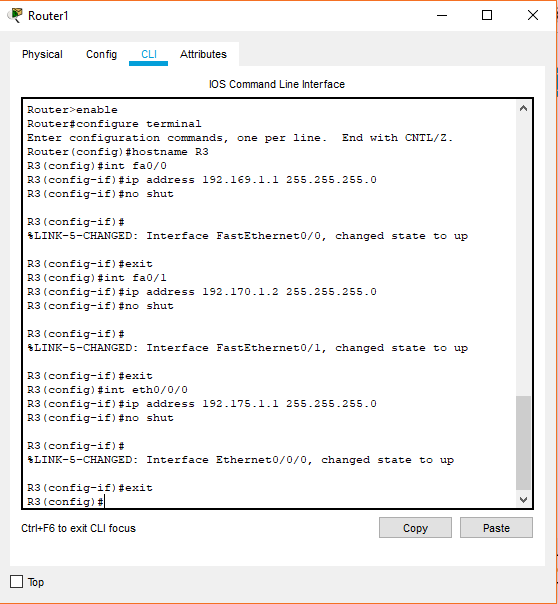 Router1
Physical Config CLI Attributes
IOS Command Line Interface
Router>enable
Router#configure terminal
Enter configuration commands, one per line.  End with CNTL/Z.
Router(config)#hostname R3
R3(config)#int fa0/0
R3(config-if)#ip address 192.169.1.1 255.255.255.0
R3(config-if)#no shut
R3(config-if)#
%LINK-5-CHANGED: Interface FastEthernet0/0, changed state to up
R3(config-if)#exit
R3(config)#int fa0/1
R3(config-if)#ip address 192.170.1.2 255.255.255.0
R3(config-if)#no shut
R3(config-if)#
%LINK-5-CHANGED: Interface FastEthernet0/1, changed state to up
R3(config-if)#exit
R3(config)#int eth0/0/0
R3(config-if)#ip address 192.175.1.1 255.255.255.0
R3(config-if)#no shut
R3(config-if)#
%LINK-5-CHANGED: Interface Ethernet0/0/0, changed state to up
R3(config-if)#exit
R3(config)#
Ctrl+F6 to exit CLI focus Copy Paste
Top